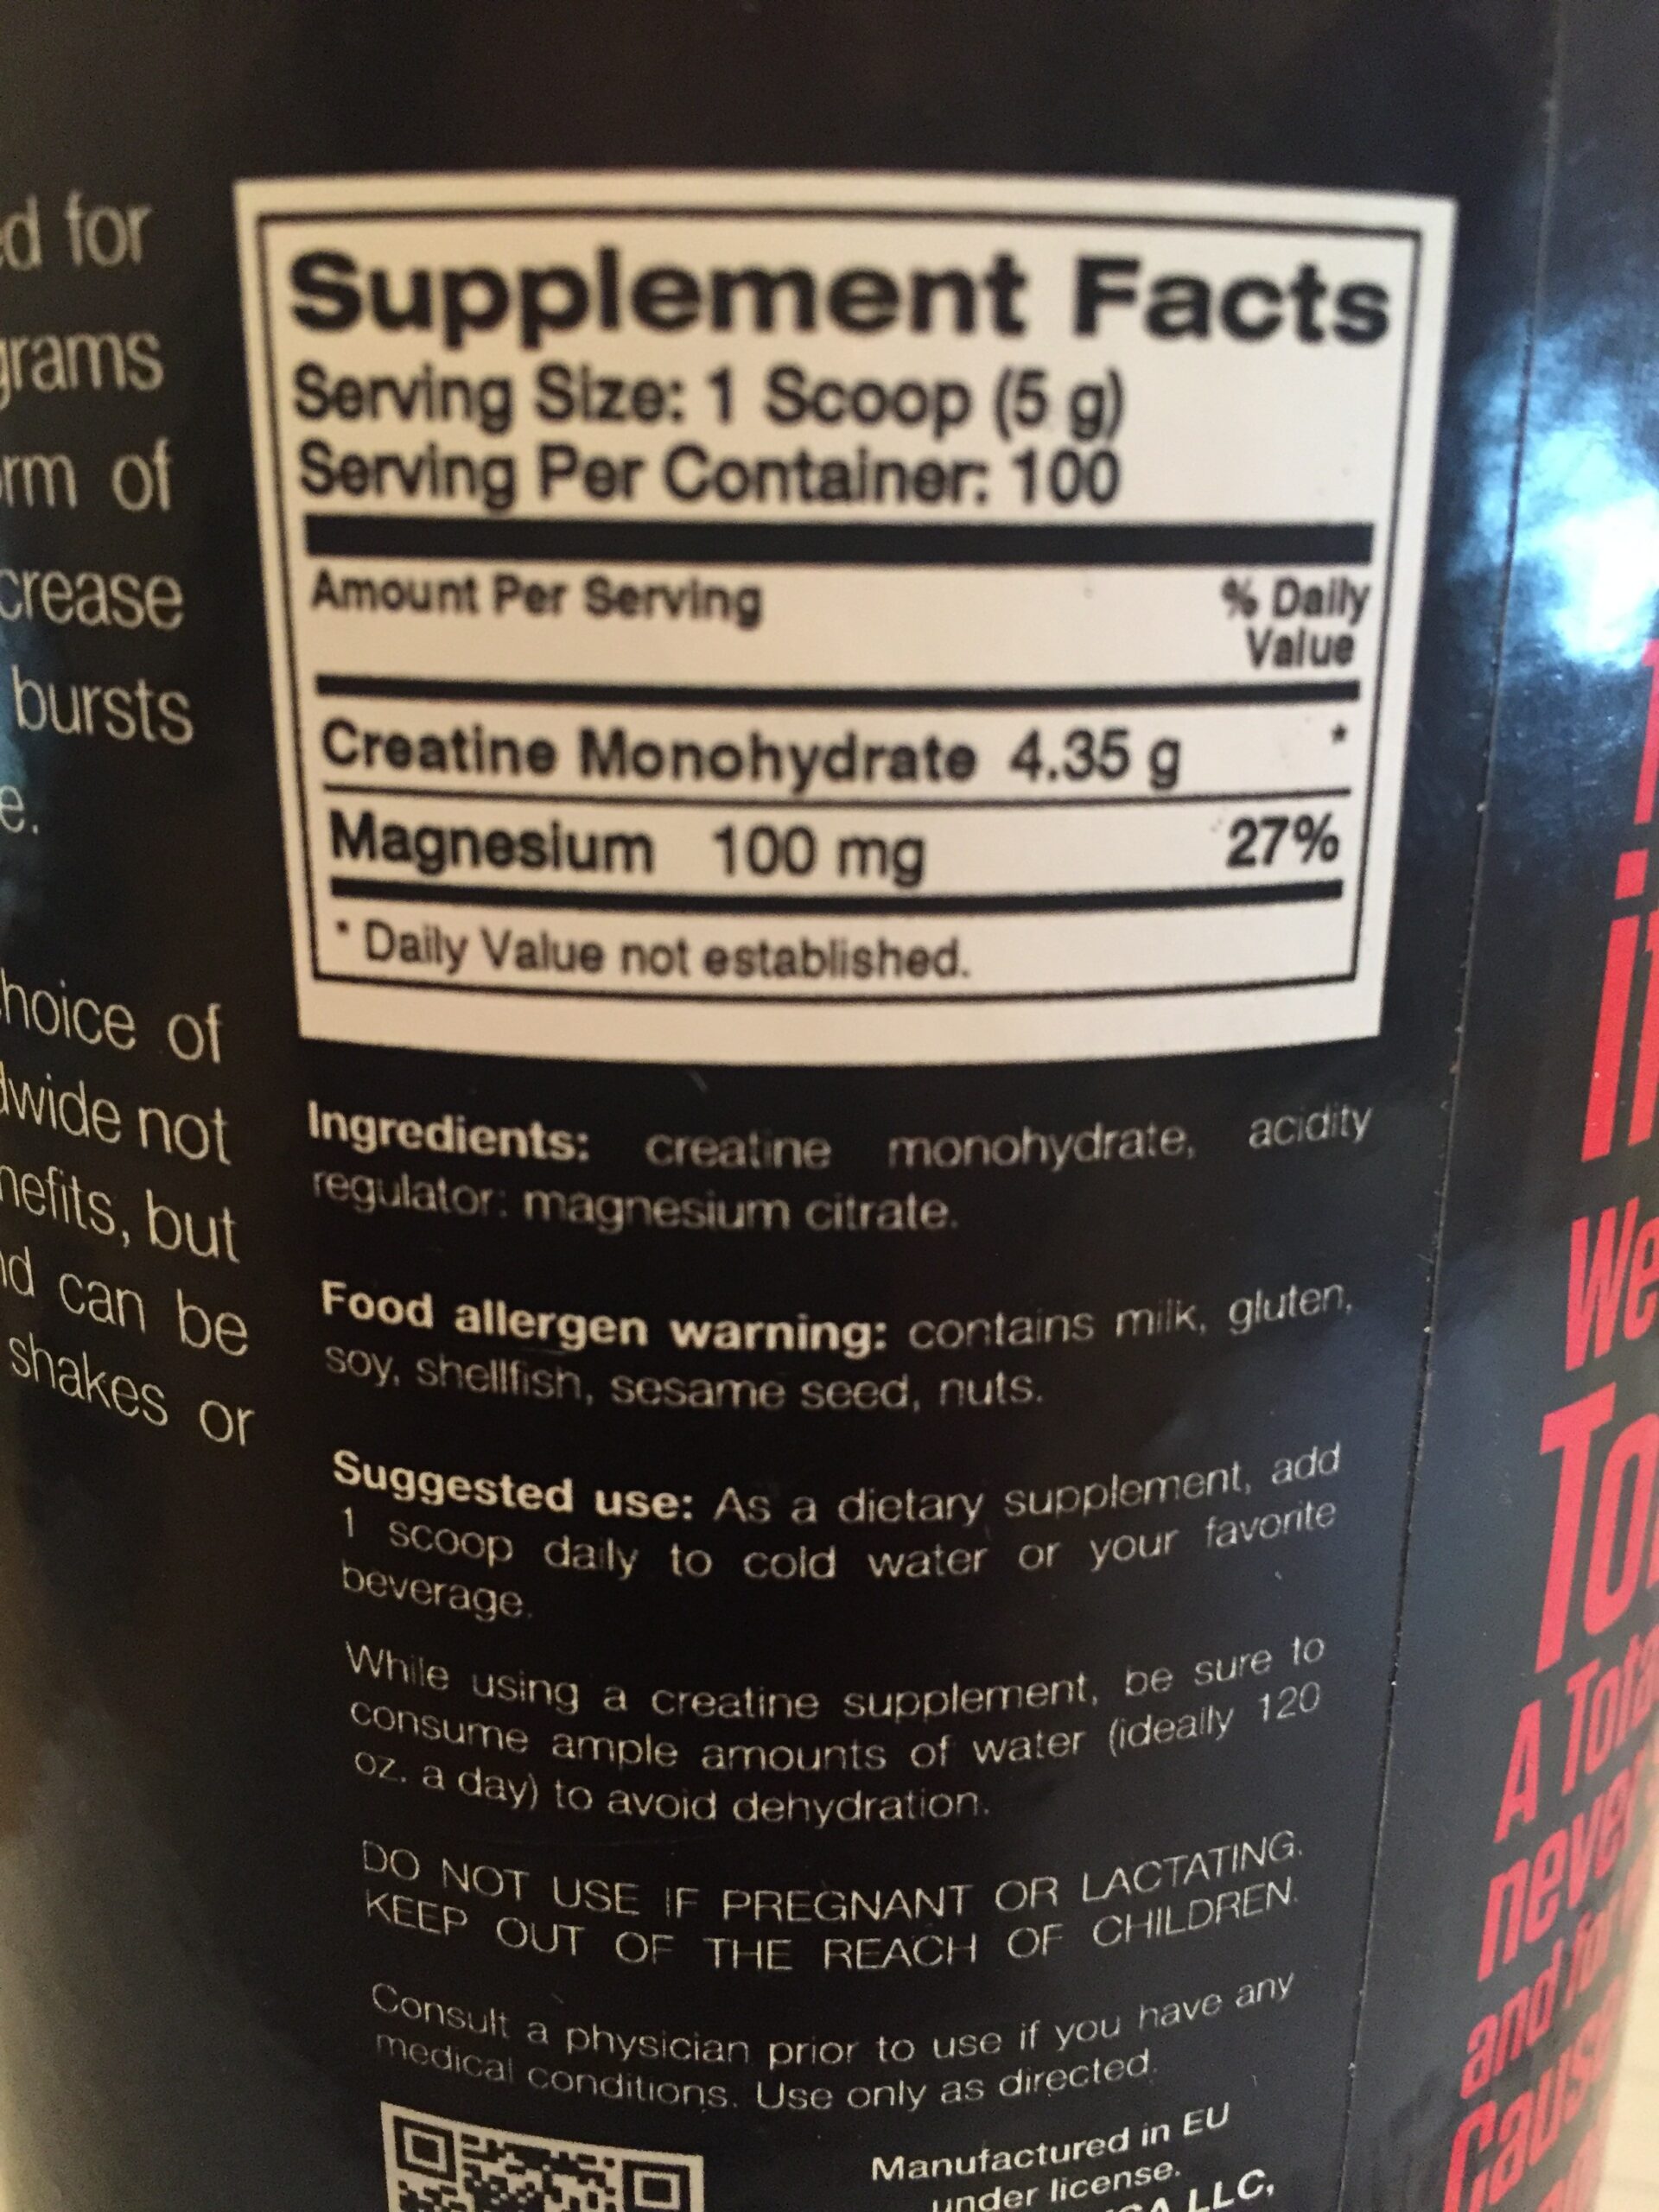 d for
grams
rm of
crease
bursts
e.
hoice of
dwide not
nefits, but
nd can be
shakes or
Supplement Facts
Serving Size: 1 Scoop (5 g)
Serving Per Container: 100
Amount Per Serving % Daily
Value
Creatine Monohydrate 4.35 g *
Magnesium 100 mg 27%
* Daily Value not established.
Ingredients: creatine monohydrate, acidity
regulator: magnesium citrate.
Food allergen warning: contains milk, gluten,
soy, shellfish, sesame seed, nuts.
Suggested use: As a dietary supplement, add
1 scoop daily to cold water or your favorite
beverage.
While using a creatine supplement, be sure to
consume ample amounts of water (ideally 120
oz. a day) to avoid dehydration.
DO NOT USE IF PREGNANT OR LACTATING.
KEEP OUT OF THE REACH OF CHILDREN.
Consult a physician prior to use if you have any
medical conditions. Use only as directed.
Manufactured in EU
under license.
LLC,
We
To
A Tota
never
and for
Caus